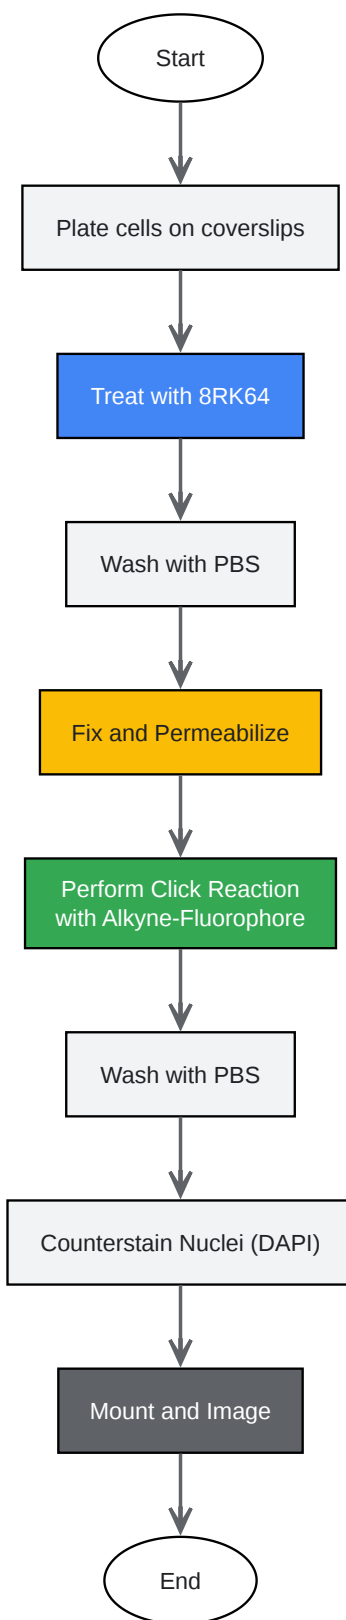 Start
Plate cells on coverslips
Treat with 8RK64
Wash with PBS
Fix and Permeabilize
Perform Click Reaction
with Alkyne-Fluorophore
Wash with PBS
Counterstain Nuclei (DAPI)
Mount and Image
End